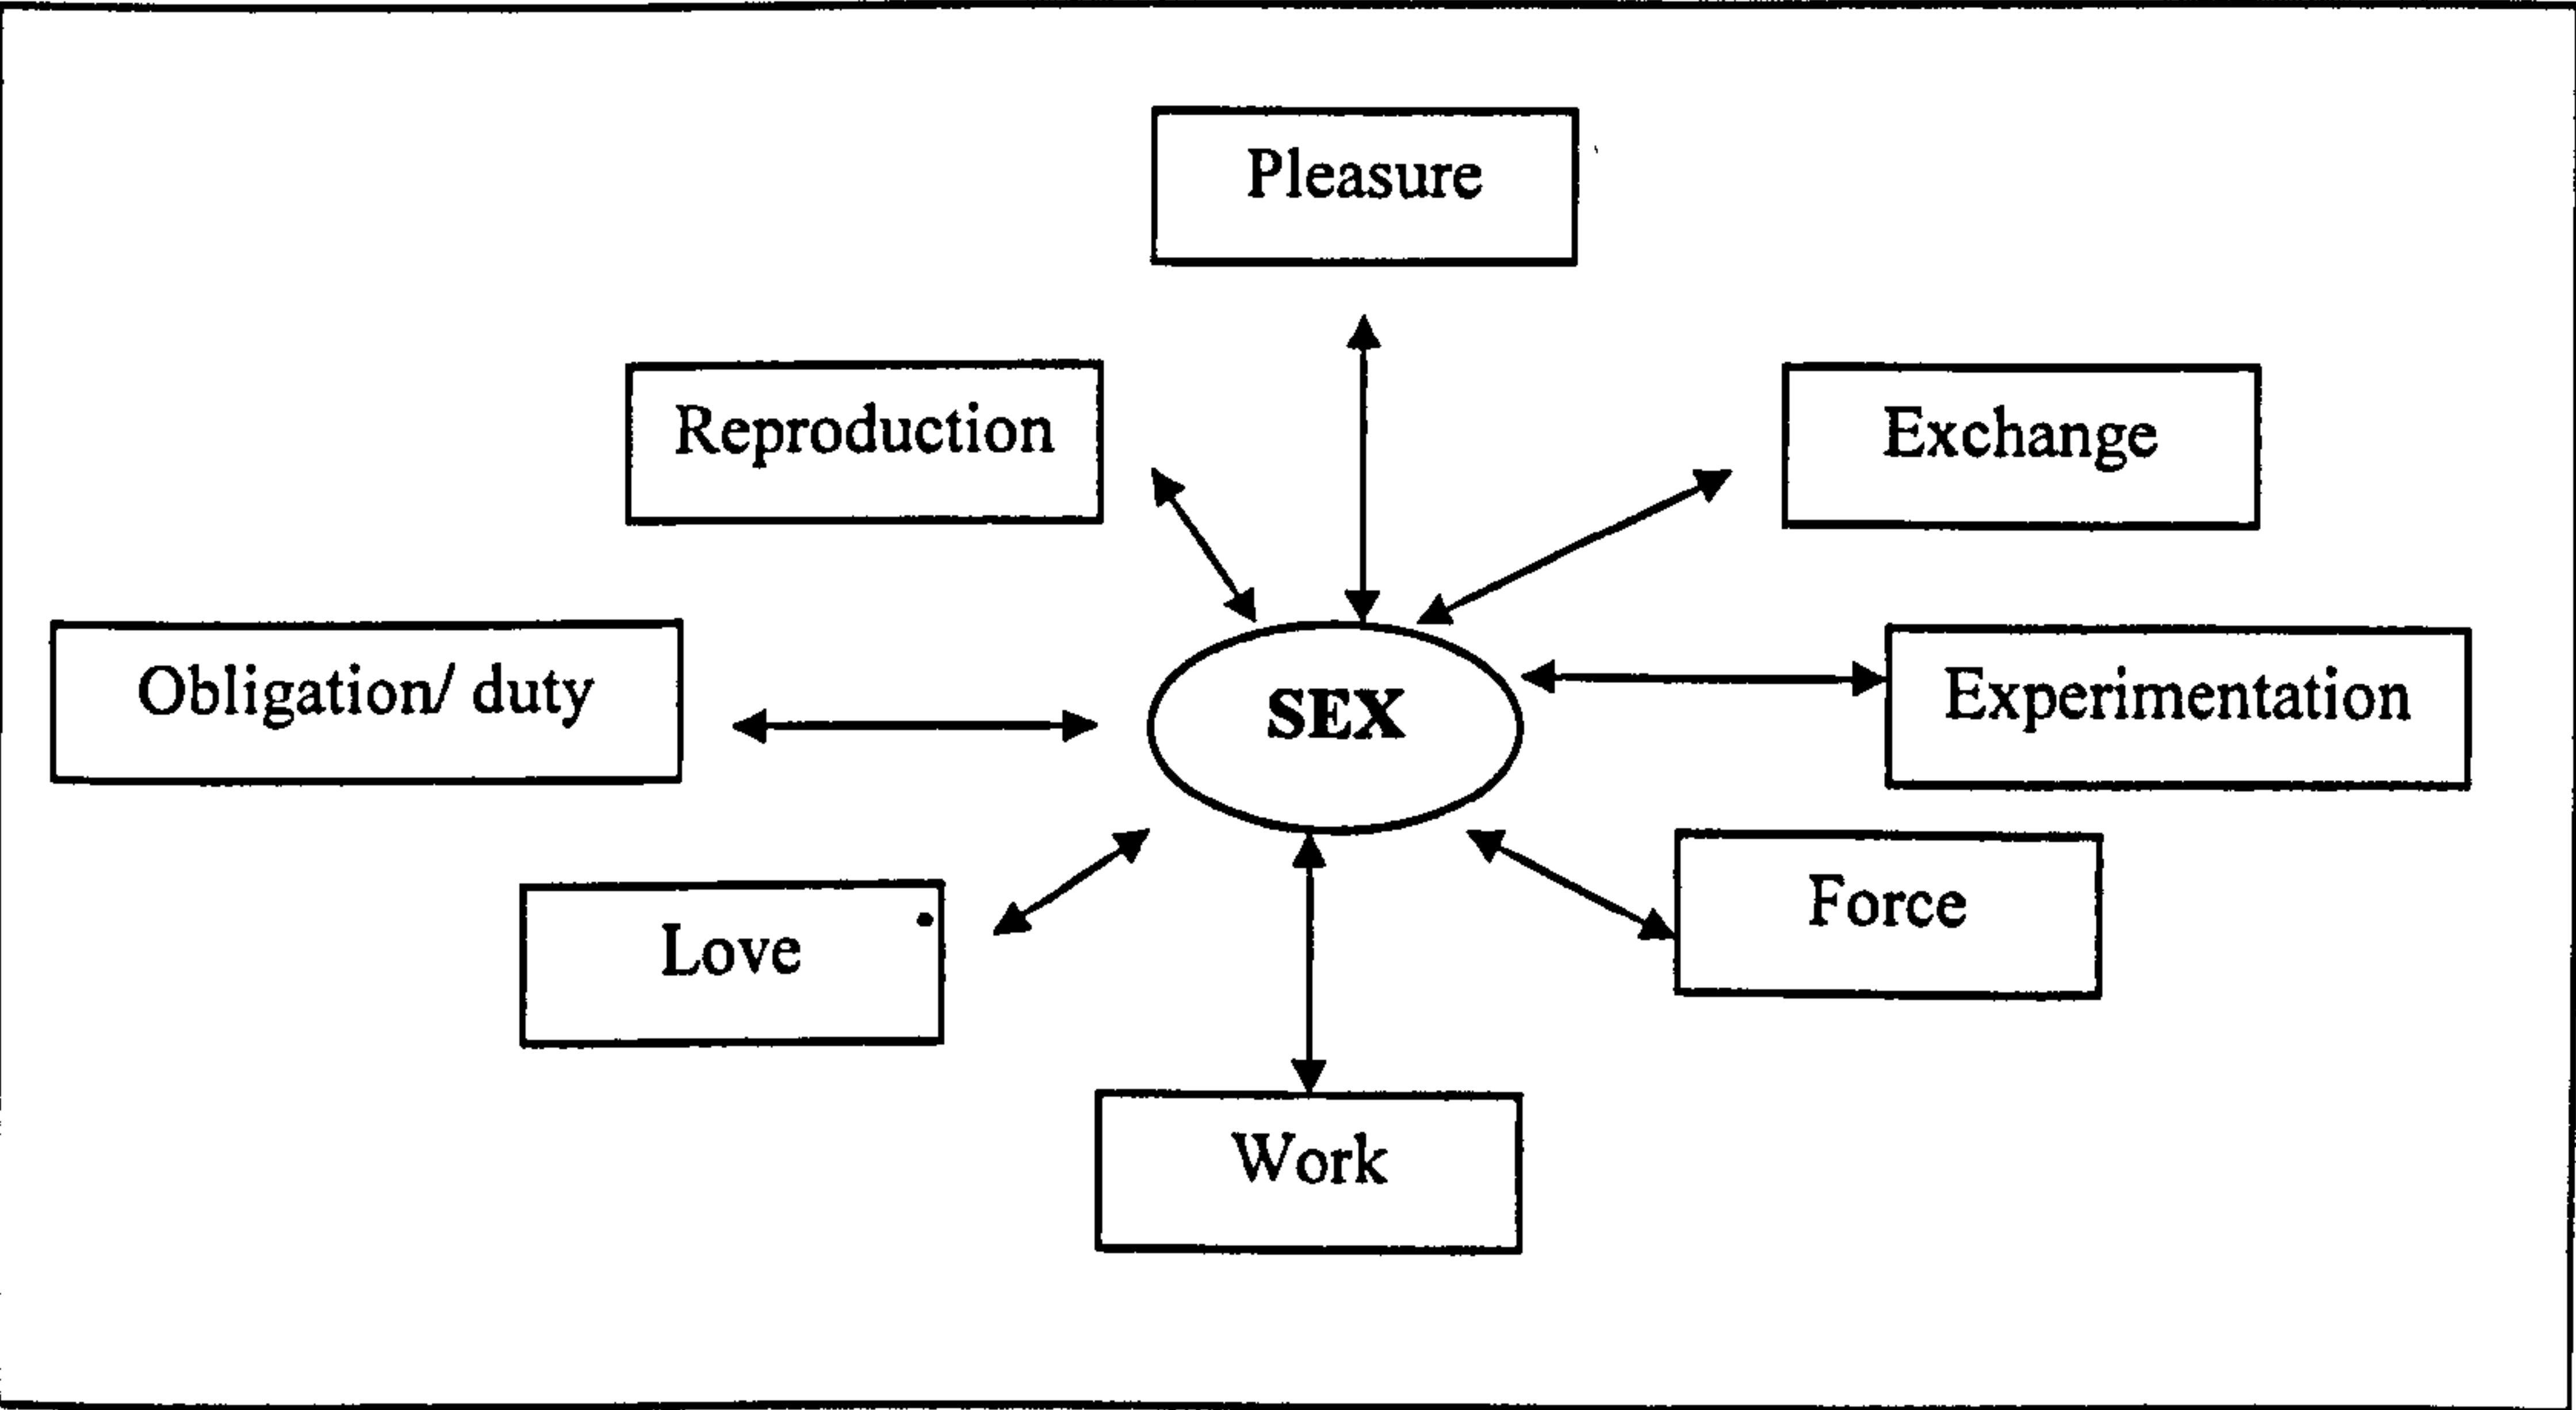 Pleasure
Reproduction
Exchange
Obligation/ duty
SEX
Experimentation
Love
Force
Work